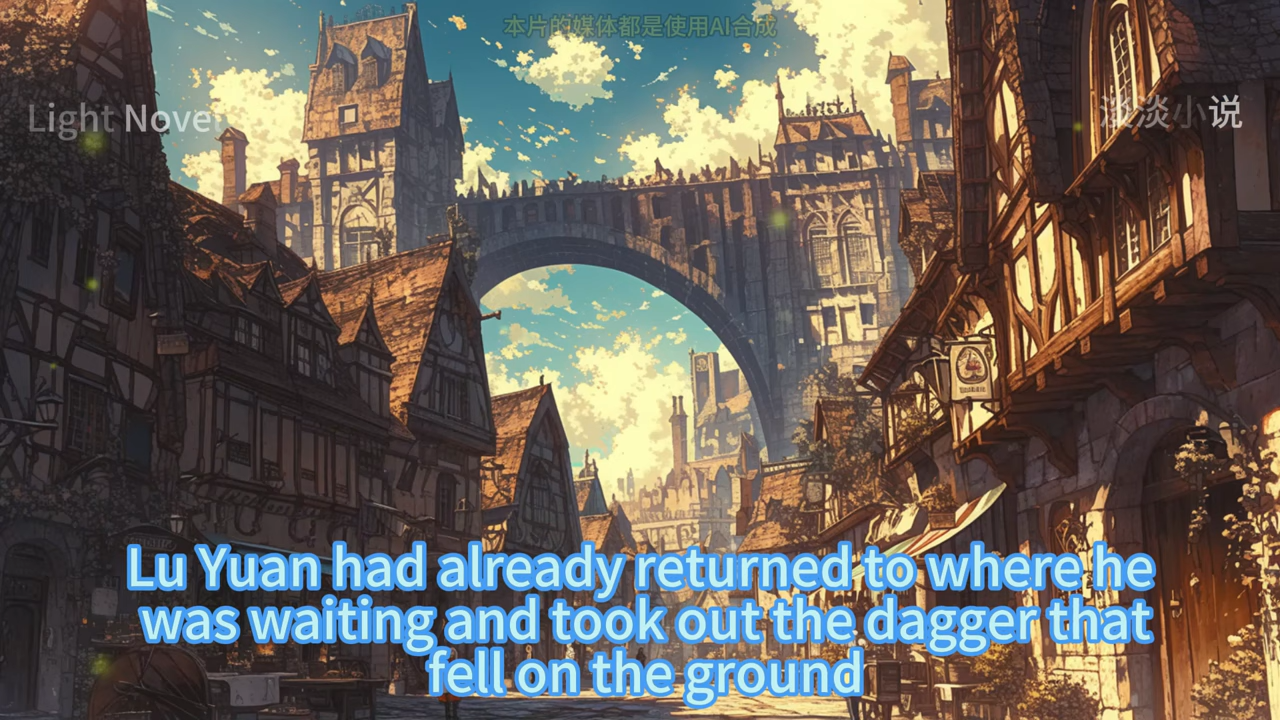 本片的媒体都是使用AI合成
Light Nove
淡淡小说
Lu Yuan had already returned to where he
was waiting and took out the dagger that
fell on the ground